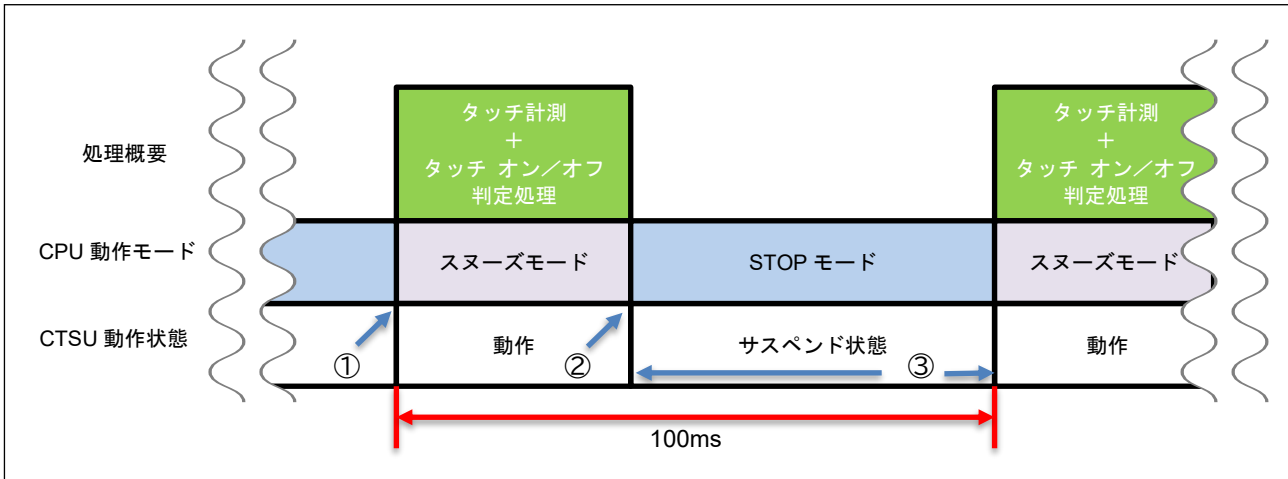 タッチ計測
＋
タッチ オン／オフ
判定処理
タッチ計測
＋
タッチ オン／オフ
判定処理
処理概要
CPU 動作モード
スヌーズモード
STOP モード
スヌーズモード
CTSU 動作状態
①
動作
②
サスペンド状態
③
動作
100ms